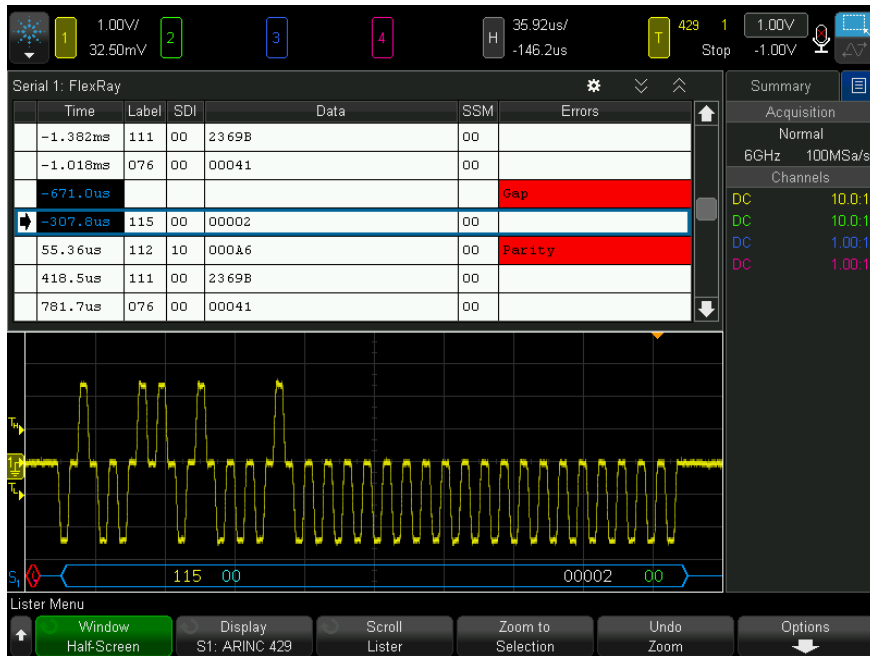 1 1.00V/ 2 3 4 H 35.92us/ T 429 1 1.00V
32.50mV -146.2us Stop -1.00V
Serial 1: FlexRay
Time Label SDI Data SSM Errors
-1.382ms 111 00 2369B 00
-1.018ms 076 00 00041 00
-671.0us Gap
-307.8us 115 00 00002 00
55.36us 112 10 000A6 00 Parity
418.5us 111 00 2369B 00
781.7us 076 00 00041 00
Summary
Acquisition
Normal
6GHz 100MSa/s
Channels
DC 10.0:1
DC 10.0:1
DC 1.00:1
DC 1.00:1
TH
1
TL
S1 115 00 00002 00
Lister Menu
Window Display Scroll Zoom to Undo Options
Half-Screen S1: ARINC 429 Lister Selection Zoom